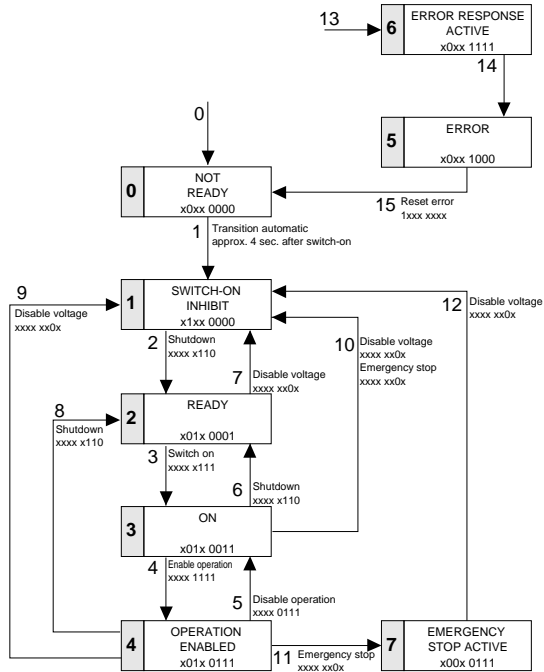 13
6
ERROR RESPONSE
ACTIVE
x0xx 1111
14
5
ERROR
x0xx 1000
0
0
NOT
READY
x0xx 0000
15 Reset error
1xxx xxxx
1 Transition automatic
approx. 4 sec. after switch-on
9
Disable voltage
xxxx xx0x
1
SWITCH-ON
INHIBIT
x1xx 0000
12 Disable voltage
xxxx xx0x
2 Shutdown
xxxx x110
10 Disable voltage
xxxx xx0x
Emergency stop
xxxx xx0x
7 Disable voltage
xxxx xx0x
8
Shutdown
xxxx x110
2
READY
x01x 0001
3 Switch on
xxxx x111
6 Shutdown
xxxx x110
3
ON
x01x 0011
4 Enable operation
xxxx 1111
5 Disable operation
xxxx 0111
4
OPERATION
ENABLED
x01x 0111
11 Emergency stop
xxxx xx0x
7
EMERGENCY
STOP ACTIVE
x00x 0111